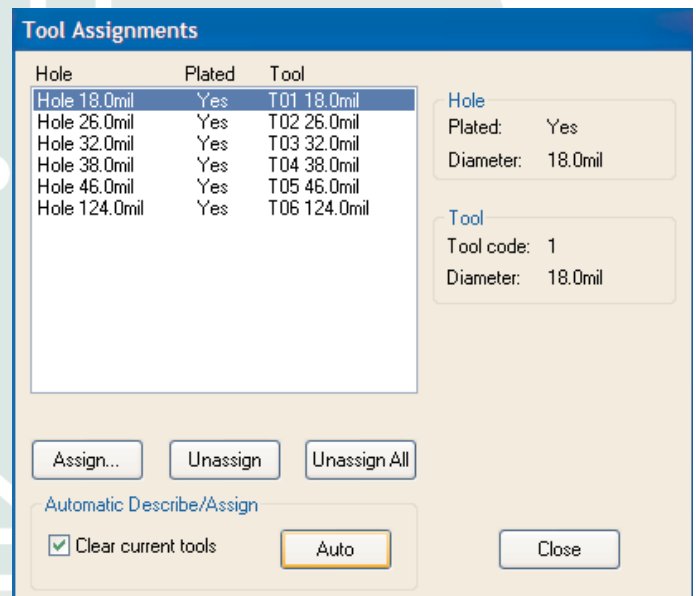 Tool Assignments
Hole Plated Tool
Hole 18.0mil Yes T01 18.0mil
Hole 26.0mil Yes T02 26.0mil
Hole 32.0mil Yes T03 32.0mil
Hole 38.0mil Yes T04 38.0mil
Hole 46.0mil Yes T05 46.0mil
Hole 124.0mil Yes T06 124.0mil
Hole
Plated: Yes
Diameter: 18.0mil
Tool
Tool code: 1
Diameter: 18.0mil
Assign... Unassign Unassign All
Automatic Describe/Assign
Clear current tools Auto Close